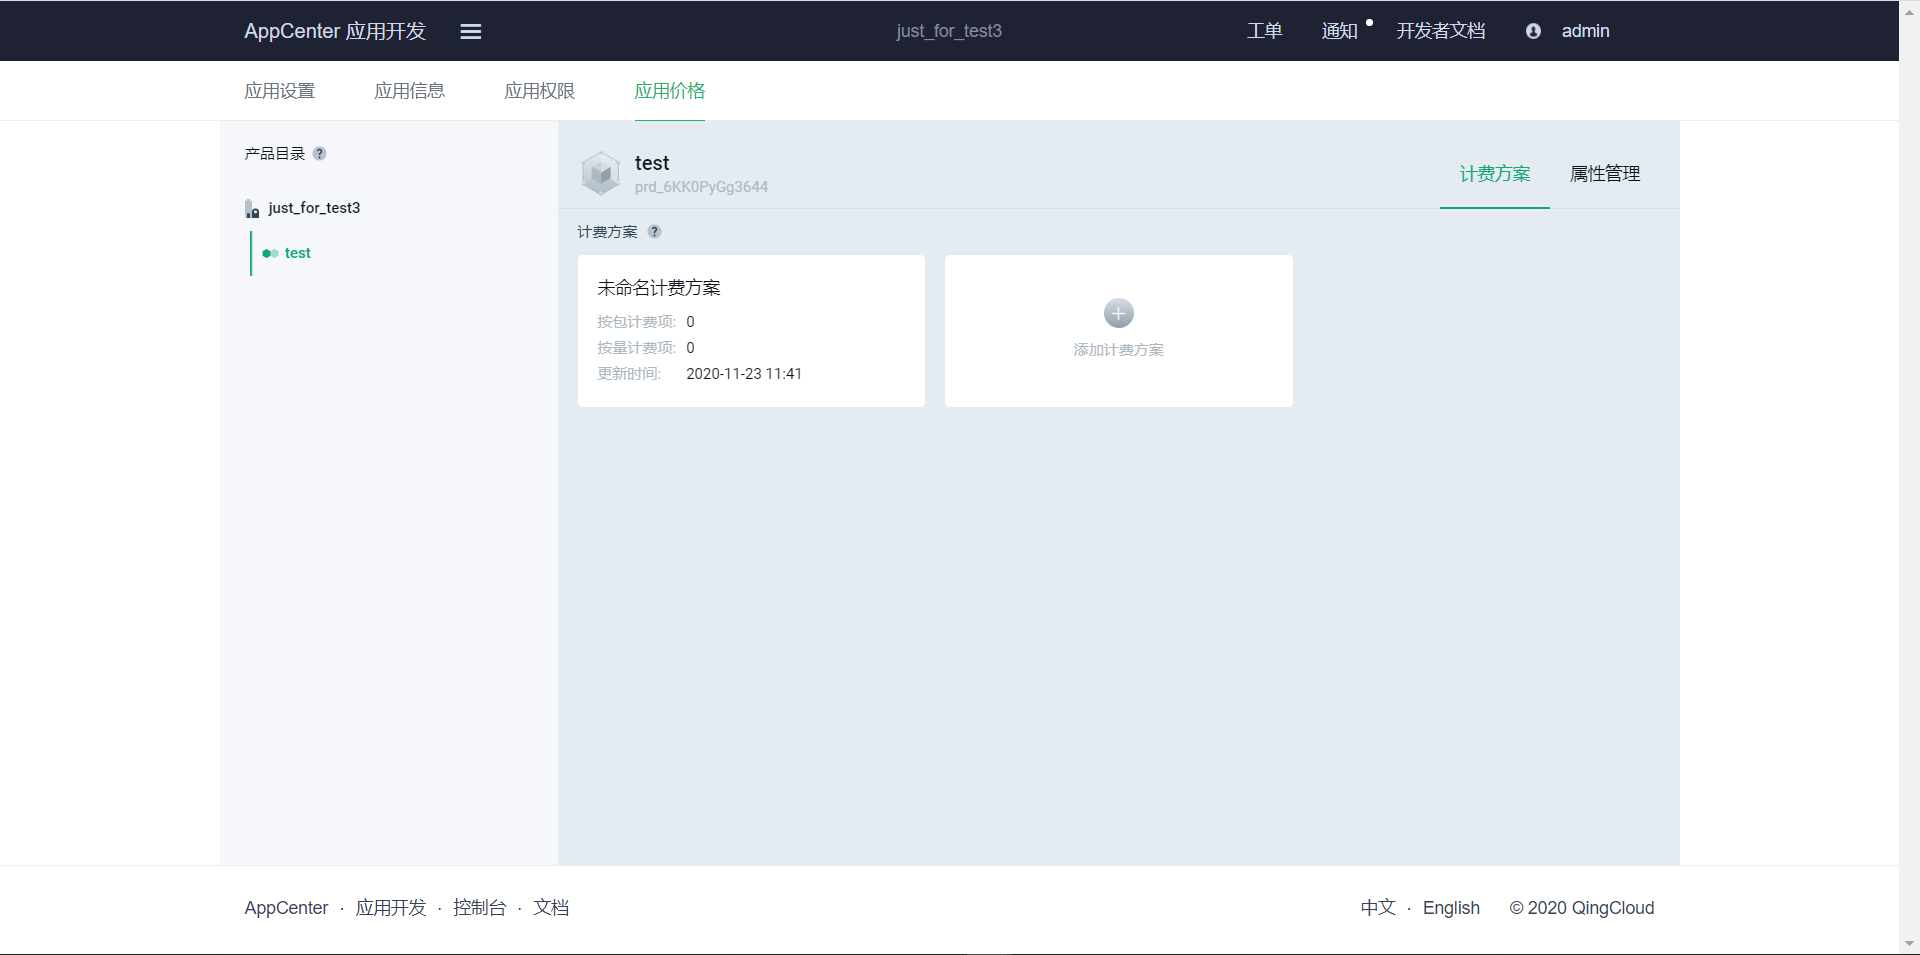 AppCenter 应用开发
just_for_test3
工单 通知 开发者文档 admin
应用设置 应用信息 应用权限 应用价格
产品目录 ?
just_for_test3
test
test
prd_6KK0PyGg3644
计费方案 属性管理
计费方案 ?
未命名计费方案
按包计费项: 0
按量计费项: 0
更新时间: 2020-11-23 11:41
添加计费方案
AppCenter · 应用开发 · 控制台 · 文档
中文 · English © 2020 QingCloud